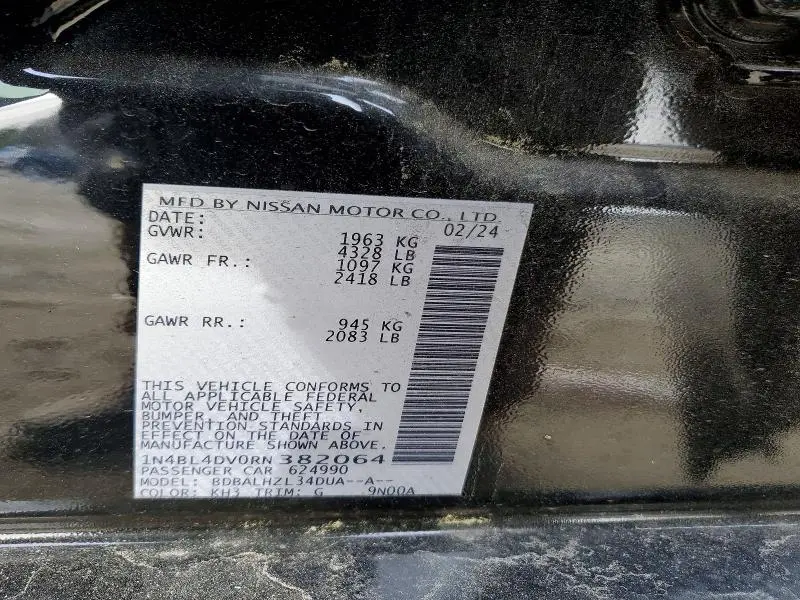 MFD BY NISSAN MOTOR CO., LTD.
DATE: 02/24
GVWR: 1963 KG
4328 LB
GAWR FR.: 1097 KG
2418 LB
GAWR RR.: 945 KG
2083 LB
THIS VEHICLE CONFORMS TO
ALL APPLICABLE FEDERAL
MOTOR VEHICLE SAFETY,
BUMPER, AND THEFT
PREVENTION STANDARDS IN
EFFECT ON THE DATE OF
MANUFACTURE SHOWN ABOVE.
1N4BL4DV0RN382064
PASSENGER CAR 624990
MODEL: BDBALHZL34DUA--A--
COLOR: KH3 TRIM: G 9N00A